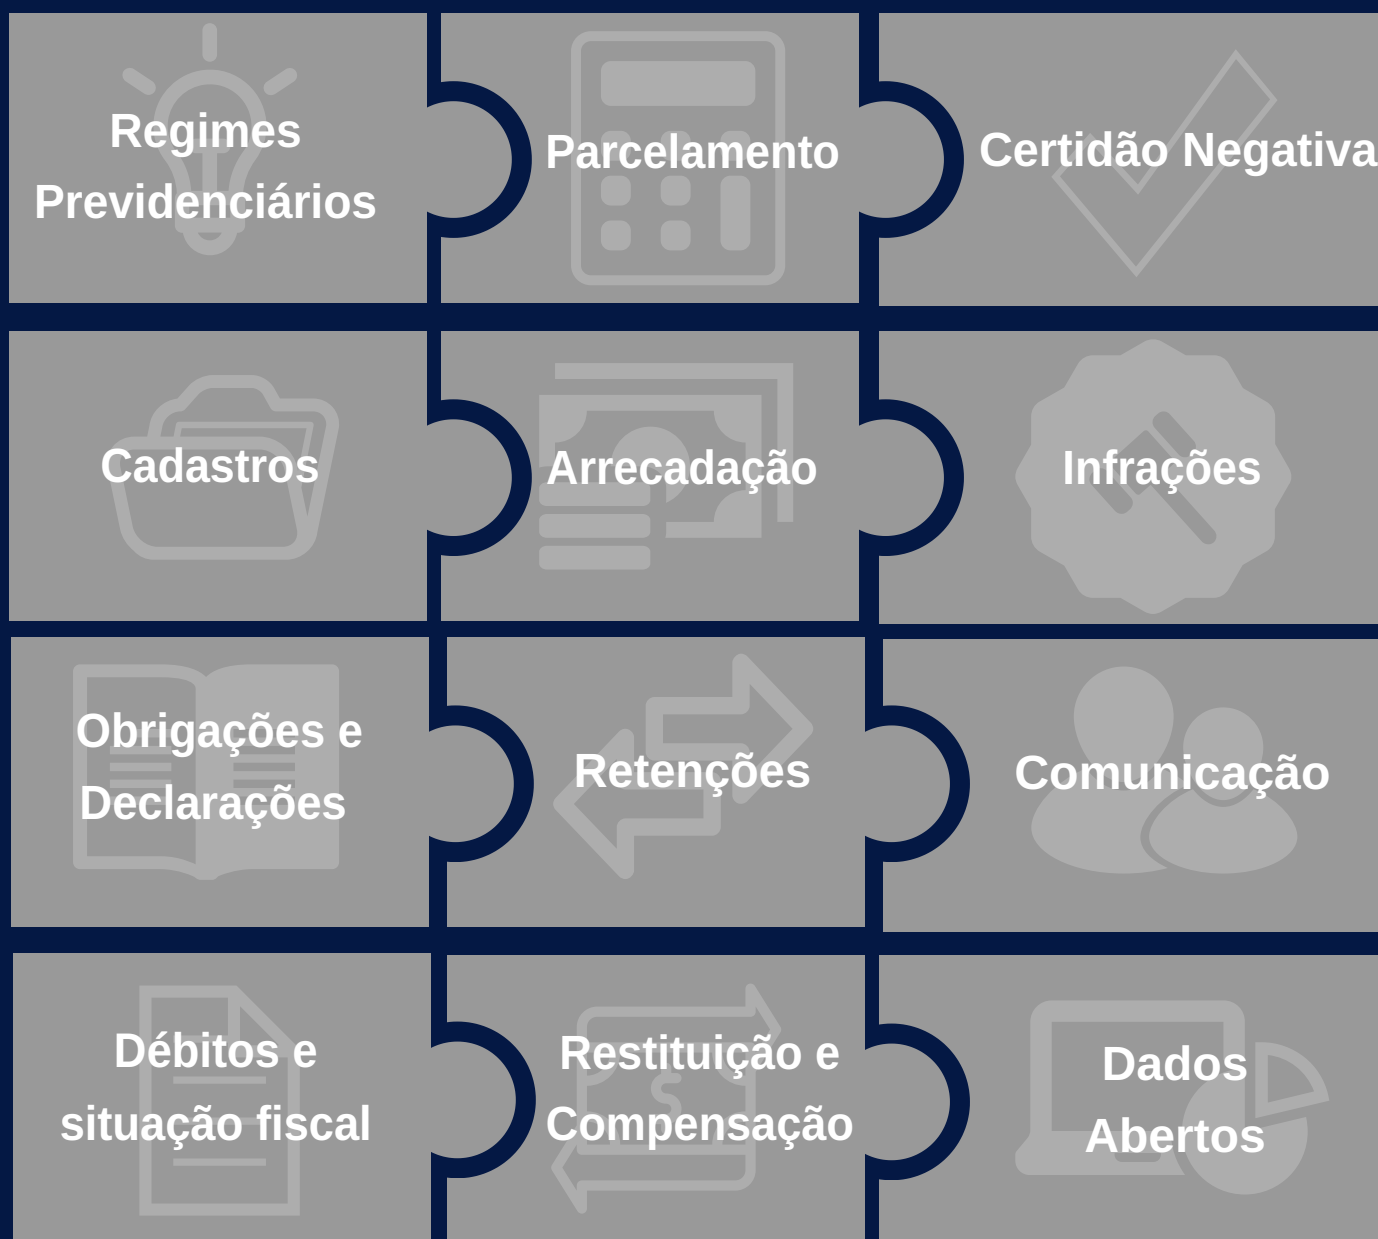 Regimes
Previdenciários
Parcelamento
Certidão Negativa
Cadastros
Arrecadação
Infrações
Obrigações e
Declarações
Retenções
Comunicação
Débitos e
situação fiscal
Restituição e
Compensação
Dados
Abertos